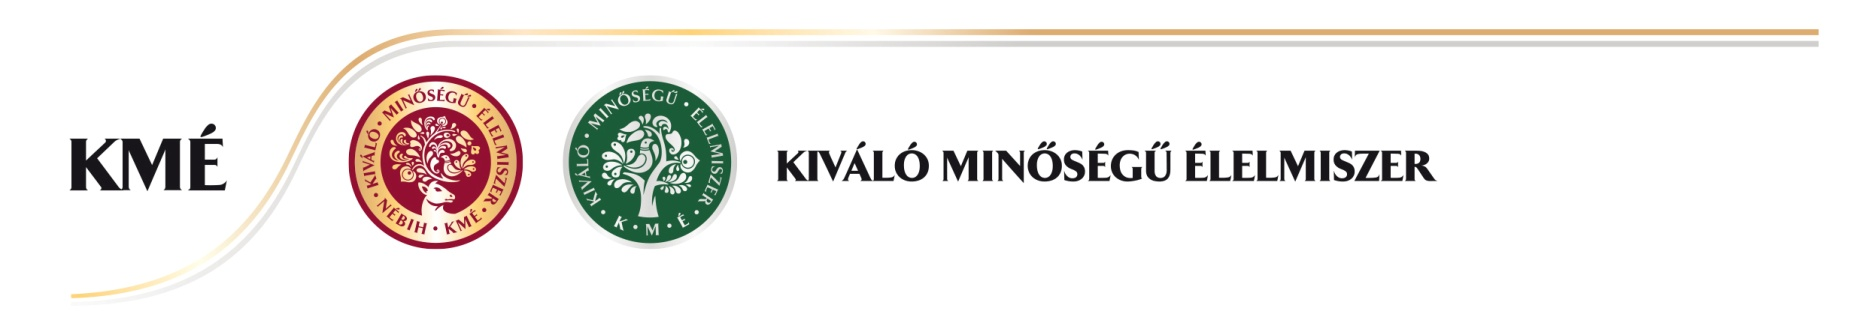 KMÉ
KIVÁLÓ · MINŐSÉGŰ · ÉLELMISZER · NÉBIH · KMÉ ·
KIVÁLÓ · MINŐSÉGŰ · ÉLELMISZER · K · M · É ·
KIVÁLÓ MINŐSÉGŰ ÉLELMISZER